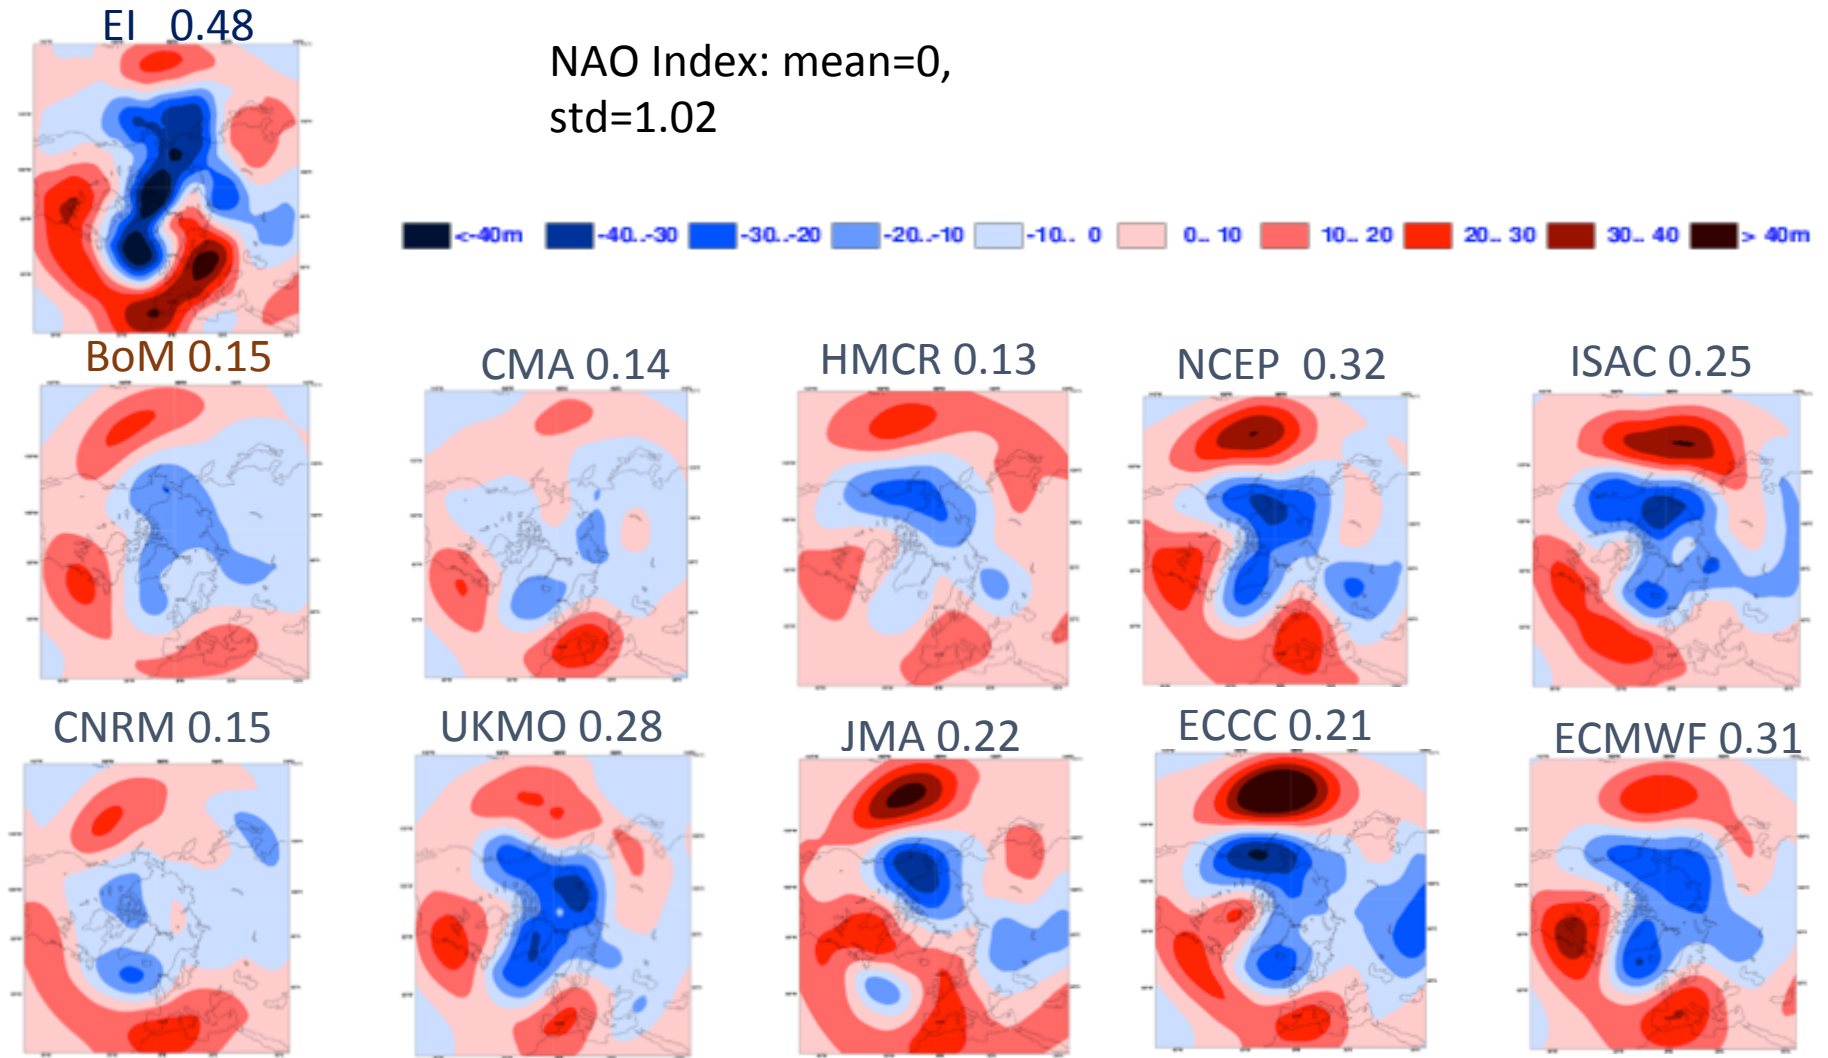 EI 0.48
NAO Index: mean=0,
std=1.02
<-40m -40..-30 -30..-20 -20..-10 -10.. 0 0.. 10 10.. 20 20.. 30 30.. 40 > 40m
BoM 0.15 CMA 0.14 HMCR 0.13 NCEP 0.32 ISAC 0.25
CNRM 0.15 UKMO 0.28 JMA 0.22 ECCC 0.21 ECMWF 0.31